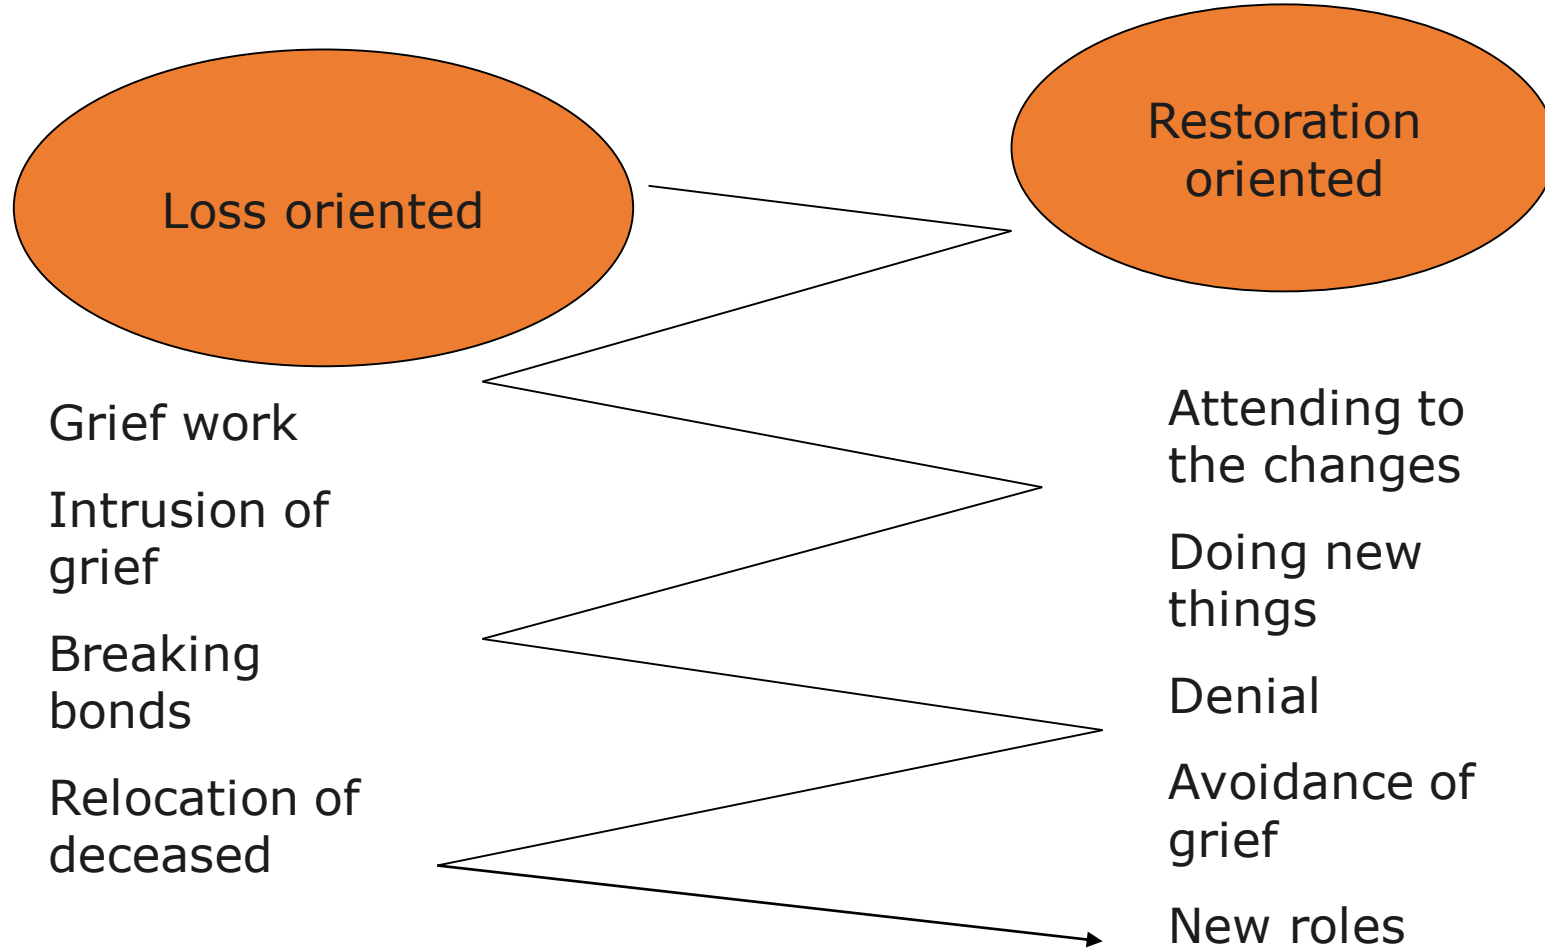 Loss oriented
Restoration
oriented
Grief work
Intrusion of
grief
Breaking
bonds
Relocation of
deceased
Attending to
the changes
Doing new
things
Denial
Avoidance of
grief
New roles